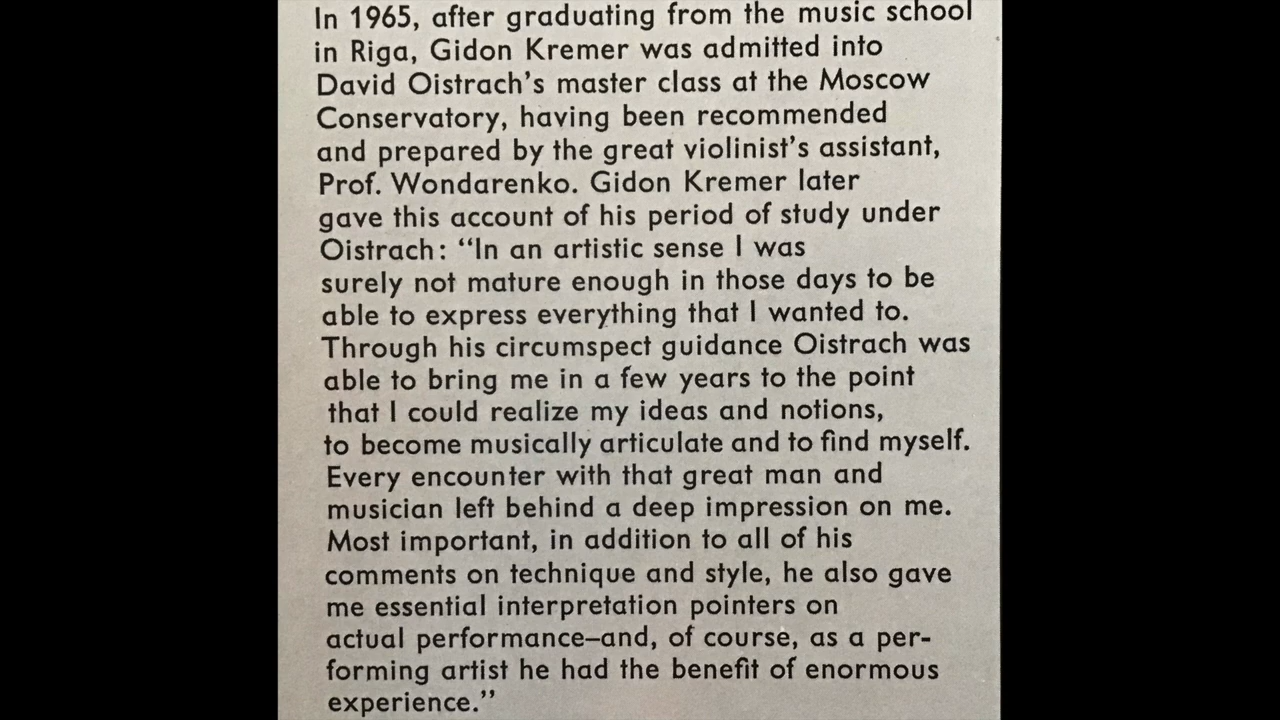 In 1965, after graduating from the music school
in Riga, Gidon Kremer was admitted into
David Oistrach's master class at the Moscow
Conservatory, having been recommended
and prepared by the great violinist's assistant,
Prof. Wondarenko. Gidon Kremer later
gave this account of his period of study under
Oistrach: “In an artistic sense I was
surely not mature enough in those days to be
able to express everything that I wanted to.
Through his circumspect guidance Oistrach was
able to bring me in a few years to the point
that I could realize my ideas and notions,
to become musically articulate and to find myself.
Every encounter with that great man and
musician left behind a deep impression on me.
Most important, in addition to all of his
comments on technique and style, he also gave
me essential interpretation pointers on
actual performance–and, of course, as a per-
forming artist he had the benefit of enormous
experience.”